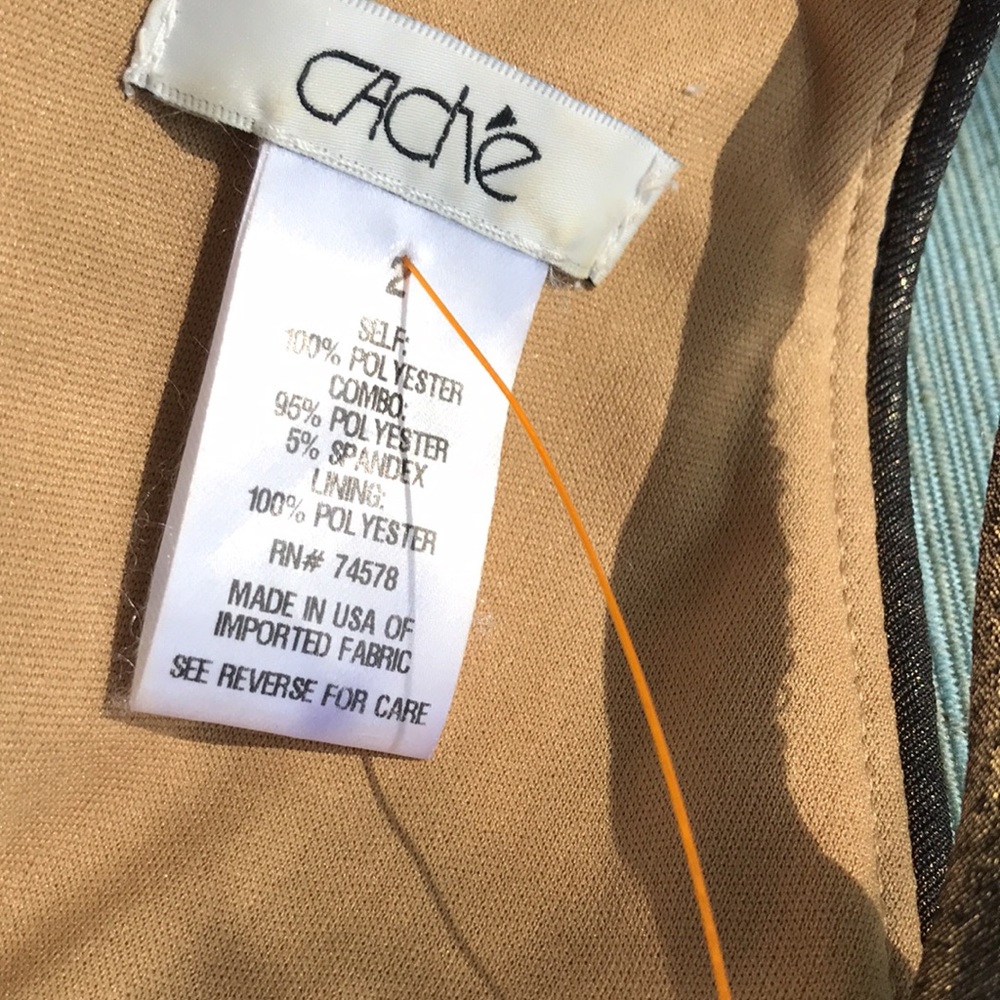 CAChé
2
SELF:
100% POLYESTER
COMBO:
95% POLYESTER
5% SPANDEX
LINING:
100% POLYESTER
RN# 74578
MADE IN USA OF
IMPORTED FABRIC
SEE REVERSE FOR CARE